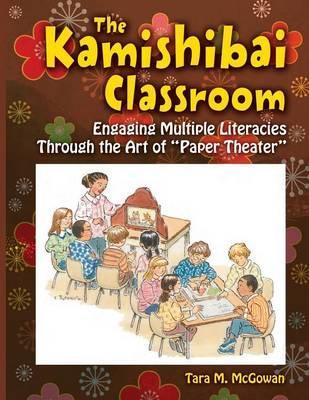 The
Kamishibai
Classroom
Engaging Multiple Literacies
Through the Art of "Paper Theater"
Tara M. McGowan